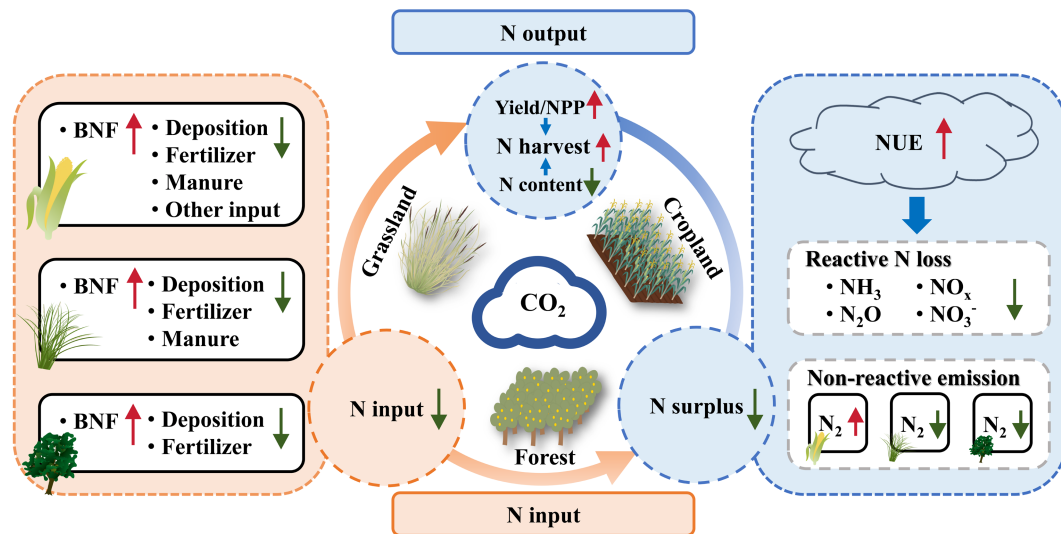 N output
• BNF
• Deposition
• Fertilizer
• Manure
• Other input
• BNF
• Deposition
• Fertilizer
• Manure
• BNF
• Deposition
• Fertilizer
Yield/NPP
N harvest
N content
Grassland
Cropland
CO₂
N input
Forest
N surplus
N input
NUE
Reactive N loss
• NH₃ • NOₓ
• N₂O • NO₃⁻
Non-reactive emission
N₂ N₂ N₂